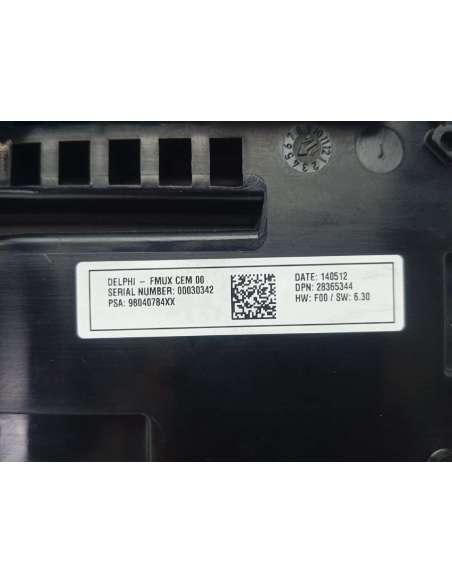 DELPHI - FMUX CEM 00
SERIAL NUMBER: 00030342
PSA: 98040784XX
DATE: 140512
DPN: 28365344
HW: F00 / SW: 6.30